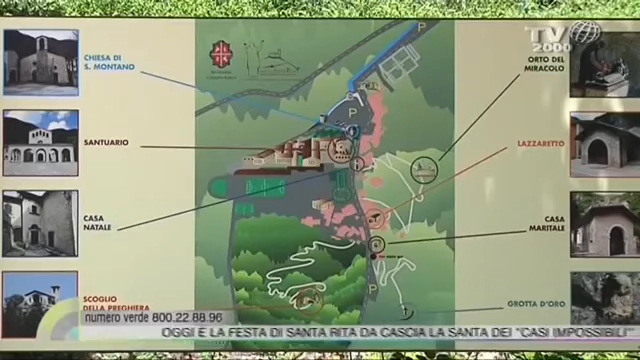 TV
2000
CHIESA DI
S. MONTANO
SANTUARIO
CASA
NATALE
SCOGLIO
DELLA PREGHIERA
ORTO DEL
MIRACOLO
LAZZARETTO
CASA
MARITALE
GROTTA D'ORO
P
P
P
P
numero verde 800.22.88.96
OGGI È LA FESTA DI SANTA RITA DA CASCIA LA SANTA DEI "CASI IMPOSSIBILI"